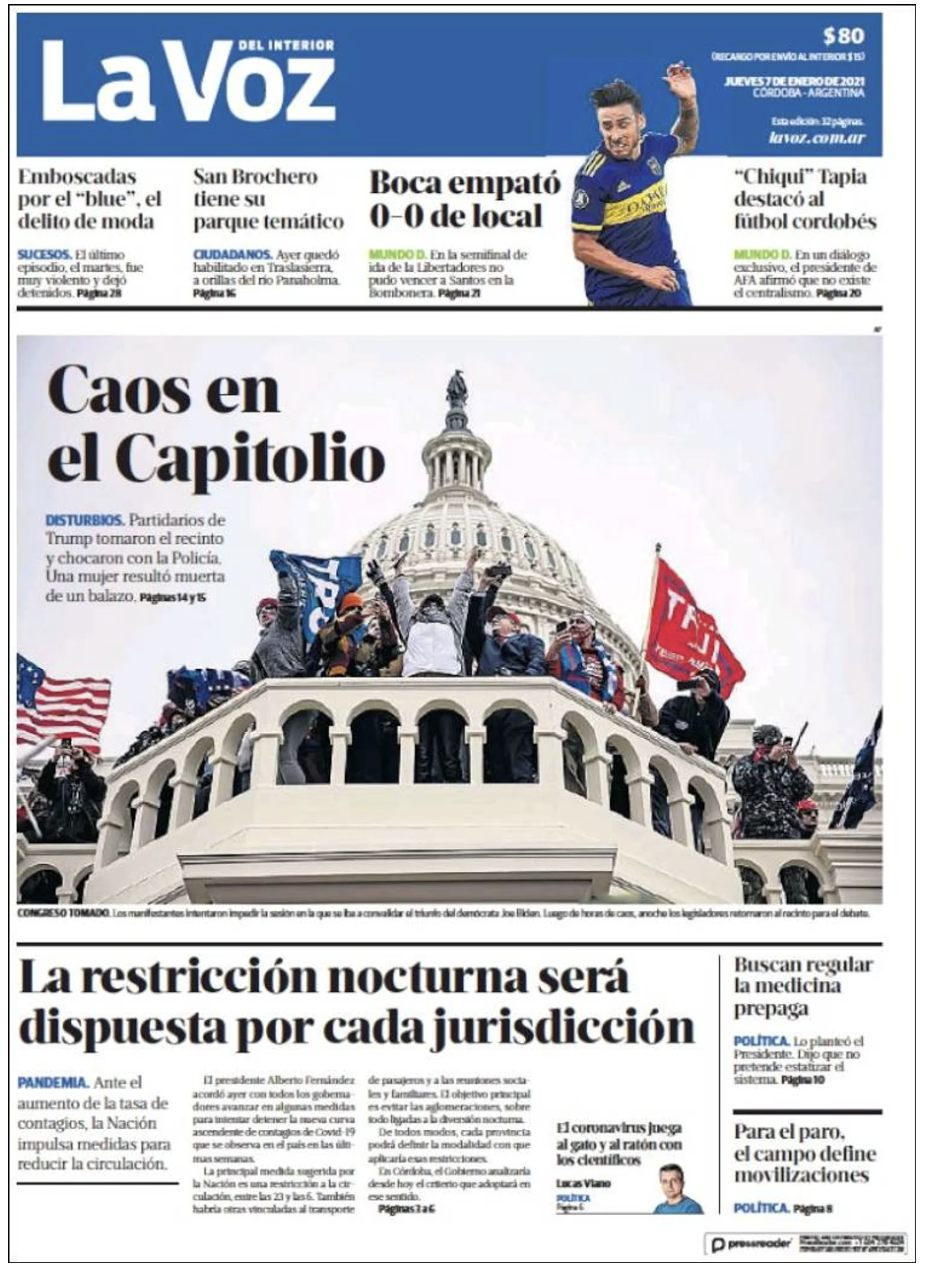 La Voz
DEL INTERIOR
$80
(RECARGO POR ENVÍO AL INTERIOR $15)
JUEVES 7 DE ENERO DE 2021
CÓRDOBA - ARGENTINA
Esta edición: 32 páginas.
lavoz.com.ar
Emboscadas
por el “blue”, el
delito de moda
SUCESOS. El último
episodio, el martes, fue
muy violento y dejó
detenidos. Página 28
San Brochero
tiene su
parque temático
CIUDADANOS. Ayer quedó
habilitado en Traslasierra,
a orillas del río Panaholma.
Página 16
Boca empató
0-0 de local
MUNDO D. En la semifinal de
ida de la Libertadores no
pudo vencer a Santos en la
Bombonera. Página 21
“Chiqui” Tapia
destacó al
fútbol cordobés
MUNDO D. En un diálogo
exclusivo, el presidente de
AFA afirmó que no existe
el centralismo. Página 20
Caos en
el Capitolio
DISTURBIOS. Partidarios de
Trump tomaron el recinto
y chocaron con la Policía.
Una mujer resultó muerta
de un balazo. Páginas 14 y 15
CONGRESO TOMADO. Los manifestantes intentaron impedir la sesión en la que se iba a convalidar el triunfo del demócrata Joe Biden. Luego de horas de caos, anoche los legisladores retornaron al recinto para el debate.
La restricción nocturna será
dispuesta por cada jurisdicción
PANDEMIA. Ante el
aumento de la tasa de
contagios, la Nación
impulsa medidas para
reducir la circulación.
El presidente Alberto Fernández
acordó ayer con todos los goberna-
dores avanzar en algunas medidas
para intentar detener la nueva curva
ascendente de contagios de Covid-19
que se observa en el país en las últi-
mas semanas.
La principal medida sugerida por
la Nación es una restricción a la cir-
culación, entre las 23 y las 6. También
habría otras vinculadas al transporte
de pasajeros y a las reuniones socia-
les y familiares. El objetivo principal
es evitar las aglomeraciones, sobre
todo ligadas a la diversión nocturna.
De todos modos, cada provincia
podrá definir la modalidad con que
aplicaría esas restricciones.
En Córdoba, el Gobierno analizaría
desde hoy el criterio que adoptará en
ese sentido.
Páginas 3 a 6
El coronavirus juega
al gato y al ratón con
los científicos
Lucas Viano
POLÍTICA
Página 6
Buscan regular
la medicina
prepaga
POLÍTICA. Lo planteó el
Presidente. Dijo que no
pretende estatizar el
sistema. Página 10
Para el paro,
el campo define
movilizaciones
POLÍTICA. Página 8
pressreader